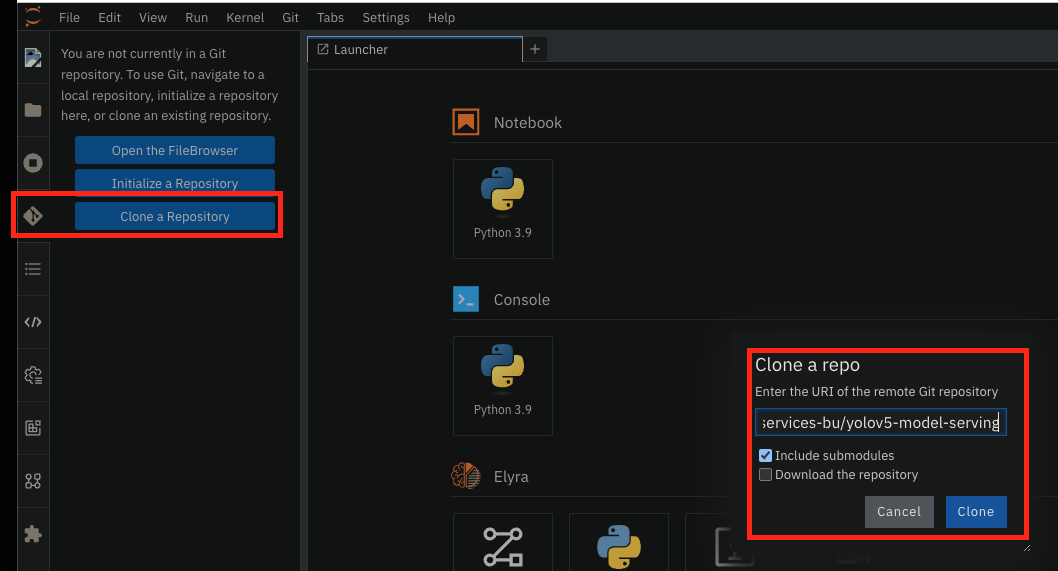 File Edit View Run Kernel Git Tabs Settings Help
You are not currently in a Git
repository. To use Git, navigate to a
local repository, initialize a repository
here, or clone an existing repository.
Open the FileBrowser
Initialize a Repository
Clone a Repository
Launcher
Notebook
Python 3.9
Console
Python 3.9
Elyra
Clone a repo
Enter the URI of the remote Git repository
services-bu/yolov5-model-serving
Include submodules
Download the repository
Cancel Clone